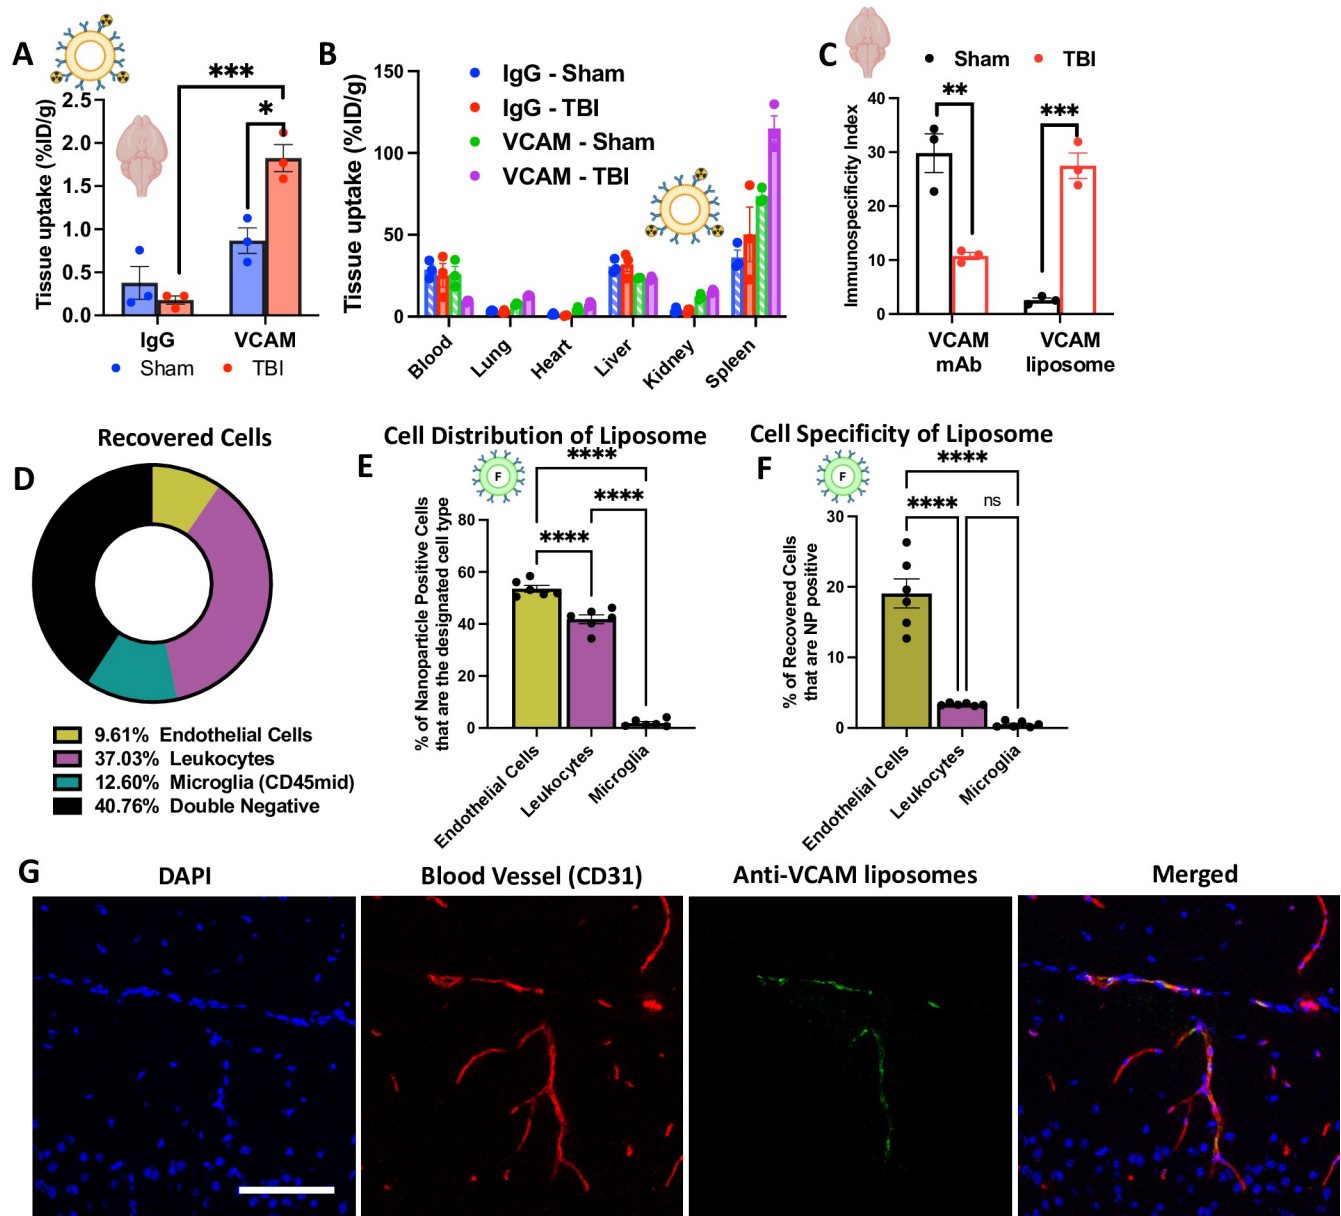 A
***
*
Tissue uptake (%ID/g)
2.5
2.0
1.5
1.0
0.5
0.0
IgG
VCAM
Sham
TBI
B
Tissue uptake (%ID/g)
150
100
50
0
IgG - Sham
IgG - TBI
VCAM - Sham
VCAM - TBI
Blood
Lung
Heart
Liver
Kidney
Spleen
C
Sham
TBI
**
***
Immunospecificity Index
40
30
20
10
0
VCAM
mAb
VCAM
liposome
D
Recovered Cells
9.61% Endothelial Cells
37.03% Leukocytes
12.60% Microglia (CD45mid)
40.76% Double Negative
E
Cell Distribution of Liposome
F
****
****
****
% of Nanoparticle Positive Cells
that are the designated cell type
80
60
40
20
0
Endothelial Cells
Leukocytes
Microglia
F
Cell Specificity of Liposome
F
****
****
ns
% of Recovered Cells
that are NP positive
30
20
10
0
Endothelial Cells
Leukocytes
Microglia
G
DAPI
Blood Vessel (CD31)
Anti-VCAM liposomes
Merged